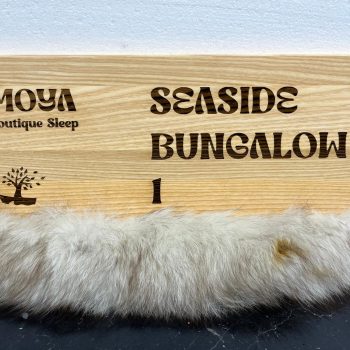 MOYA
outique Sleep
SEASIDE
BUNGALOW
1